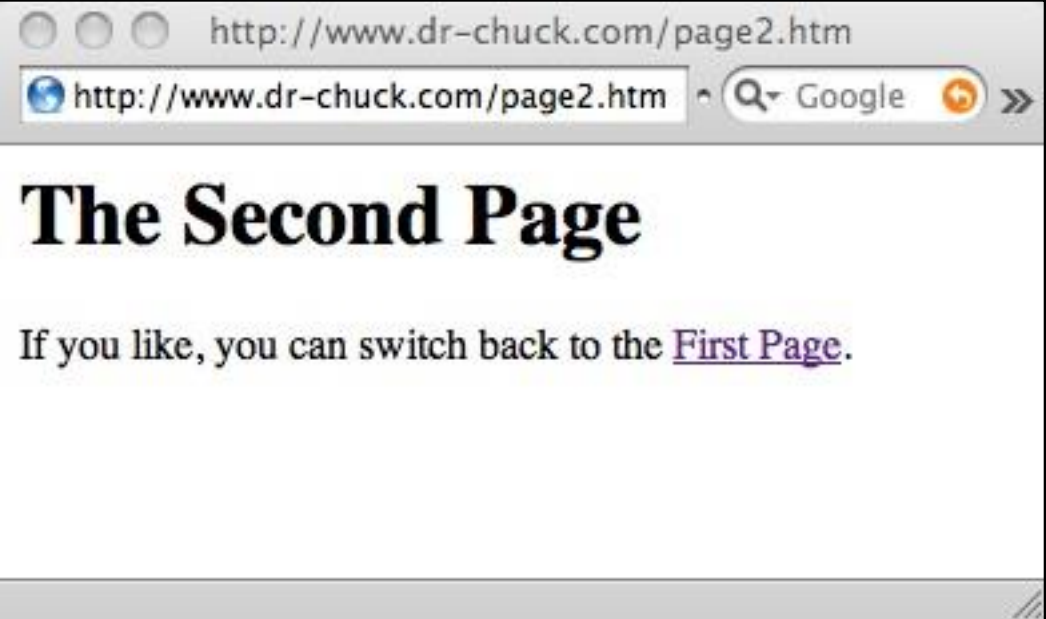 http://www.dr-chuck.com/page2.htm
http://www.dr-chuck.com/page2.htm Google
The Second Page
If you like, you can switch back to the First Page.